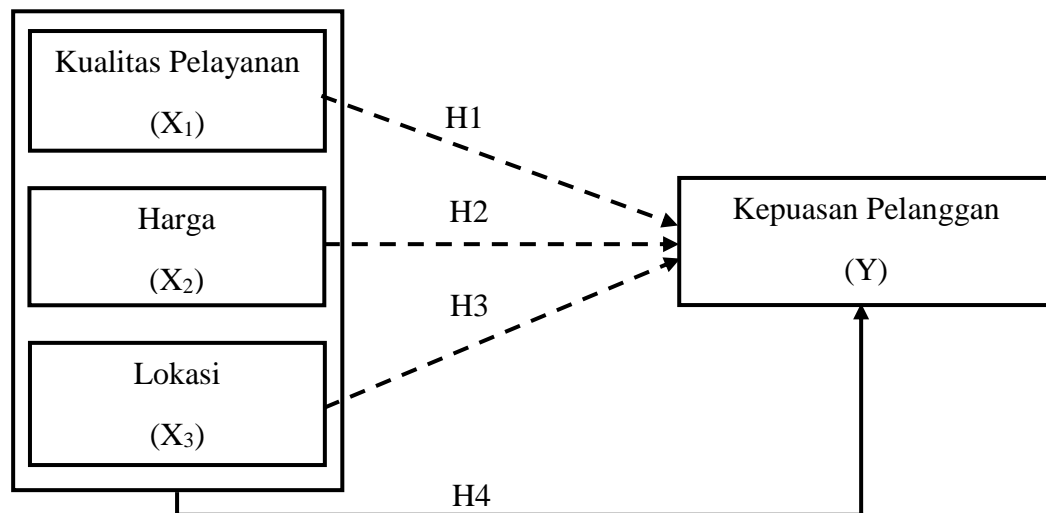 Kualitas Pelayanan
(X₁)
H1
Harga
(X₂)
H2
Kepuasan Pelanggan
(Y)
Lokasi
(X₃)
H3
H4